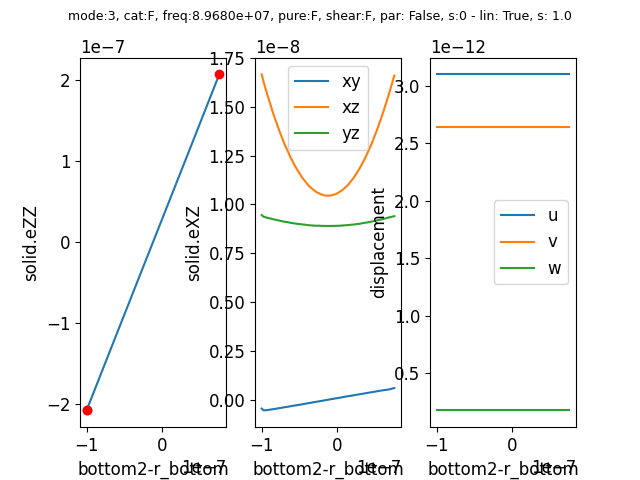 mode:3, cat:F, freq:8.9680e+07, pure:F, shear:F, par: False, s:0 - lin: True, s: 1.0
1e−7
1e−8
1e−12
2
1
0
−1
−2
solid.eZZ
−1
0
1e−7
bottom2-r_bottom
1.75
1.50
1.25
1.00
0.75
0.50
0.25
0.00
solid.eXZ
xy
xz
yz
−1
0
1e−7
bottom2-r_bottom
3.0
2.5
2.0
1.5
1.0
0.5
displacement
u
v
w
−1
0
1e−7
bottom2-r_bottom